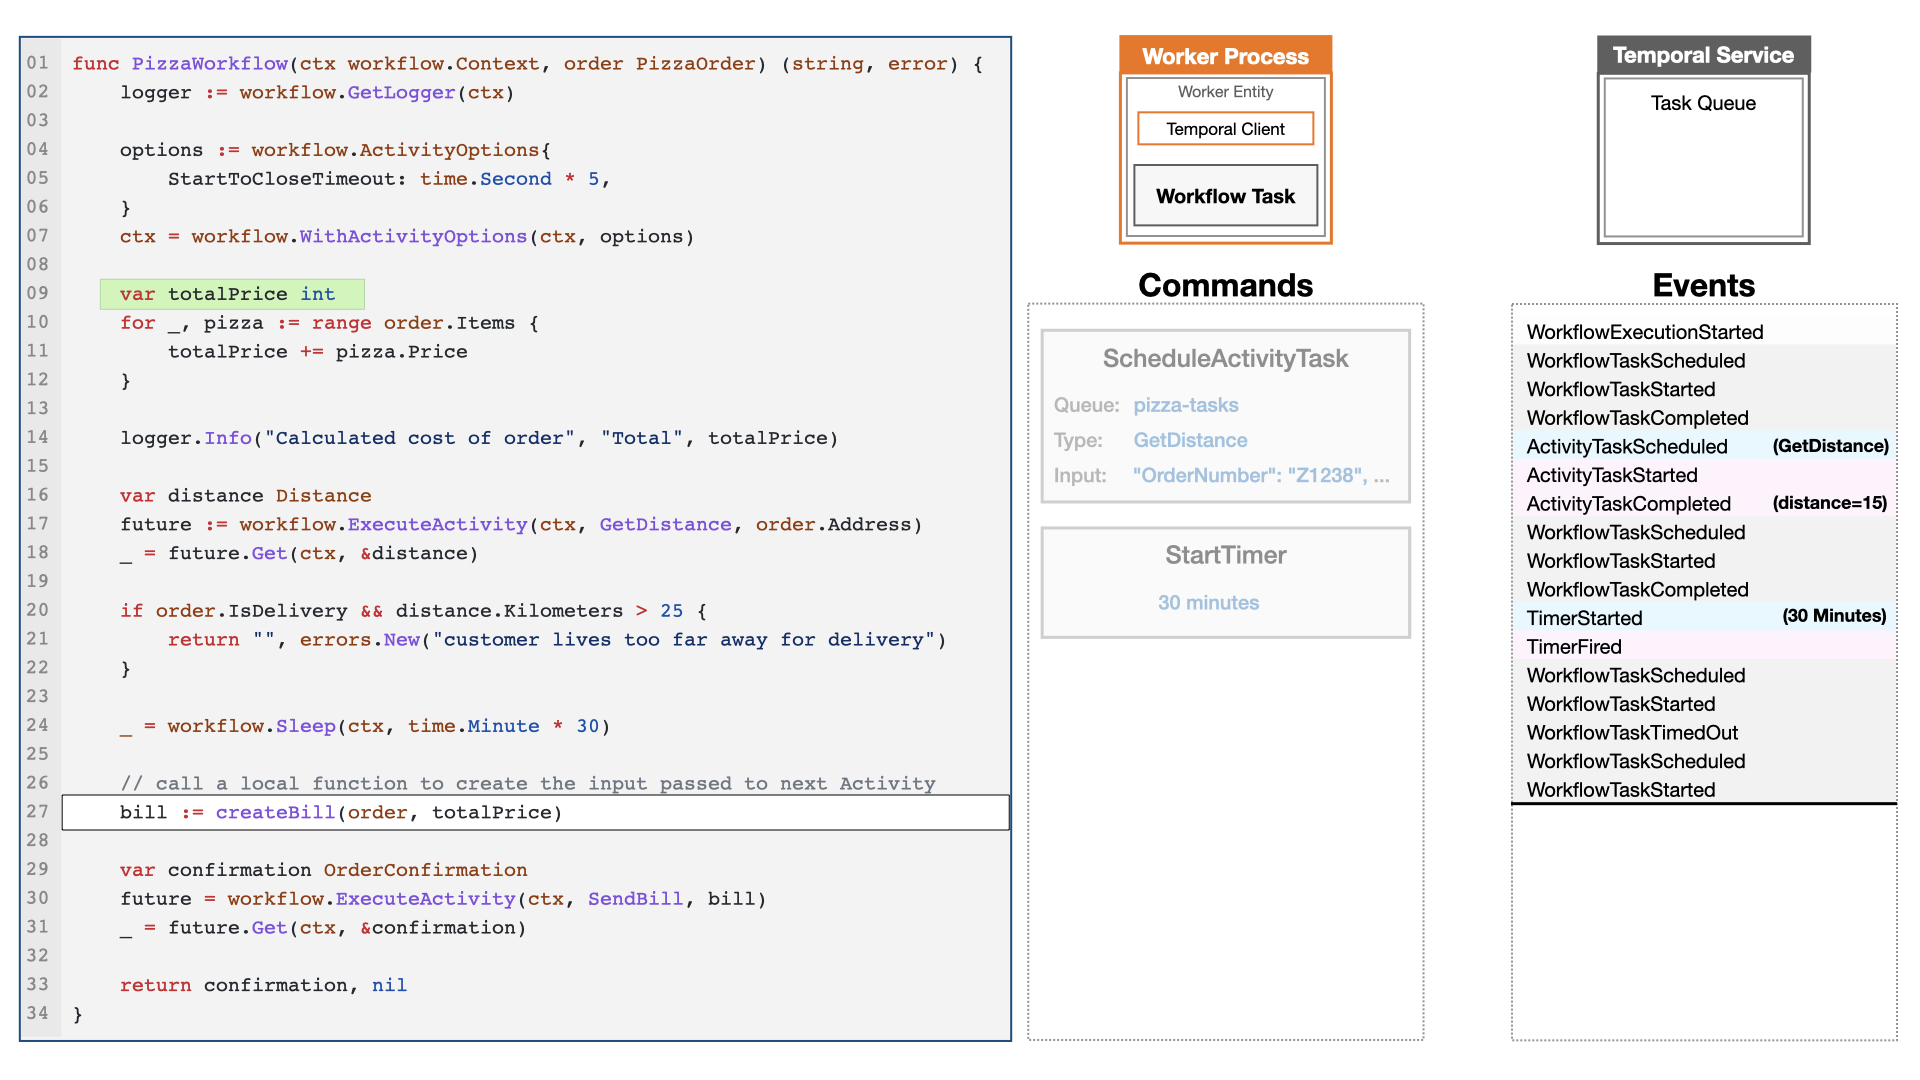 01 func PizzaWorkflow(ctx workflow.Context, order PizzaOrder) (string, error) {
02     logger := workflow.GetLogger(ctx)
03
04     options := workflow.ActivityOptions{
05         StartToCloseTimeout: time.Second * 5,
06     }
07     ctx = workflow.WithActivityOptions(ctx, options)
08
09     var totalPrice int
10     for _, pizza := range order.Items {
11         totalPrice += pizza.Price
12     }
13
14     logger.Info("Calculated cost of order", "Total", totalPrice)
15
16     var distance Distance
17     future := workflow.ExecuteActivity(ctx, GetDistance, order.Address)
18     _ = future.Get(ctx, &distance)
19
20     if order.IsDelivery && distance.Kilometers > 25 {
21         return "", errors.New("customer lives too far away for delivery")
22     }
23
24     _ = workflow.Sleep(ctx, time.Minute * 30)
25
26     // call a local function to create the input passed to next Activity
27     bill := createBill(order, totalPrice)
28
29     var confirmation OrderConfirmation
30     future = workflow.ExecuteActivity(ctx, SendBill, bill)
31     _ = future.Get(ctx, &confirmation)
32
33     return confirmation, nil
34 }
Worker Process
Worker Entity
Temporal Client
Workflow Task
Commands
ScheduleActivityTask
Queue: pizza-tasks
Type: GetDistance
Input: "OrderNumber": "Z1238", ...
StartTimer
30 minutes
Temporal Service
Task Queue
Events
WorkflowExecutionStarted
WorkflowTaskScheduled
WorkflowTaskStarted
WorkflowTaskCompleted
ActivityTaskScheduled (GetDistance)
ActivityTaskStarted
ActivityTaskCompleted (distance=15)
WorkflowTaskScheduled
WorkflowTaskStarted
WorkflowTaskCompleted
TimerStarted (30 Minutes)
TimerFired
WorkflowTaskScheduled
WorkflowTaskStarted
WorkflowTaskTimedOut
WorkflowTaskScheduled
WorkflowTaskStarted